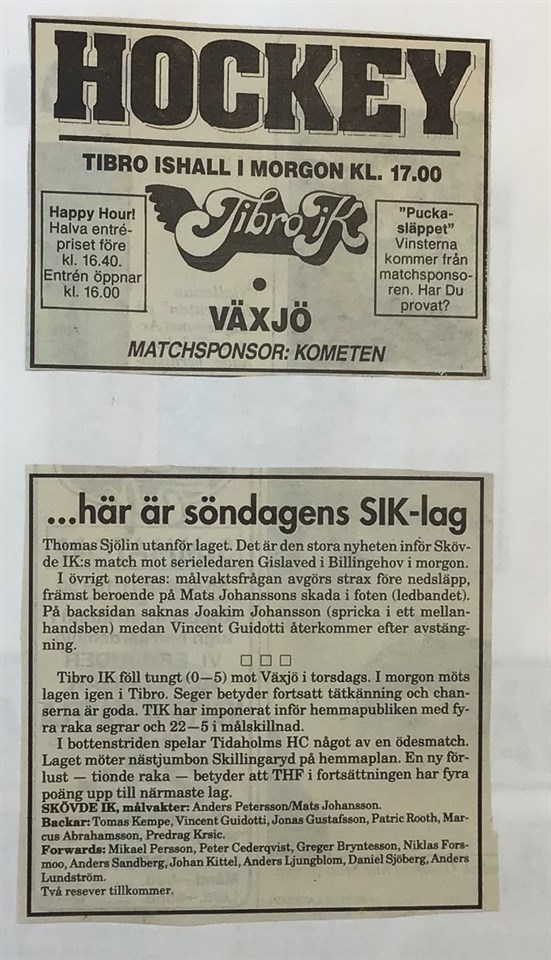 HOCKEY
TIBRO ISHALL I MORGON KL. 17.00
Happy Hour!
Halva entré-
priset före
kl. 16.40.
Entrén öppnar
kl. 16.00
Tibro iK
"Pucka-
släppet"
Vinsterna
kommer från
matchsponso-
ren. Har Du
provat?
•
VÄXJÖ
MATCHSPONSOR: KOMETEN
...här är söndagens SIK-lag
Thomas Sjölin utanför laget. Det är den stora nyheten inför Sköv-
de IK:s match mot serieledaren Gislaved i Billingehov i morgon.
I övrigt noteras: målvaktsfrågan avgörs strax före nedsläpp,
främst beroende på Mats Johanssons skada i foten (ledbandet).
På backsidan saknas Joakim Johansson (spricka i ett mellan-
handsben) medan Vincent Guidotti återkommer efter avstäng-
ning.
□ □ □
Tibro IK föll tungt (0—5) mot Växjö i torsdags. I morgon möts
lagen igen i Tibro. Seger betyder fortsatt tätkänning och chan-
serna är goda. TIK har imponerat inför hemmapubliken med fy-
ra raka segrar och 22—5 i målskillnad.
I bottenstriden spelar Tidaholms HC något av en ödesmatch.
Laget möter nästjumbon Skillingaryd på hemmaplan. En ny för-
lust — tionde raka — betyder att THF i fortsättningen har fyra
poäng upp till närmaste lag.
SKÖVDE IK, målvakter: Anders Petersson/Mats Johansson.
Backar: Tomas Kempe, Vincent Guidotti, Jonas Gustafsson, Patric Rooth, Mar-
cus Abrahamsson, Predrag Krsic.
Forwards: Mikael Persson, Peter Cederqvist, Greger Bryntesson, Niklas Fors-
moo, Anders Sandberg, Johan Kittel, Anders Ljungblom, Daniel Sjöberg, Anders
Lundström.
Två resever tillkommer.